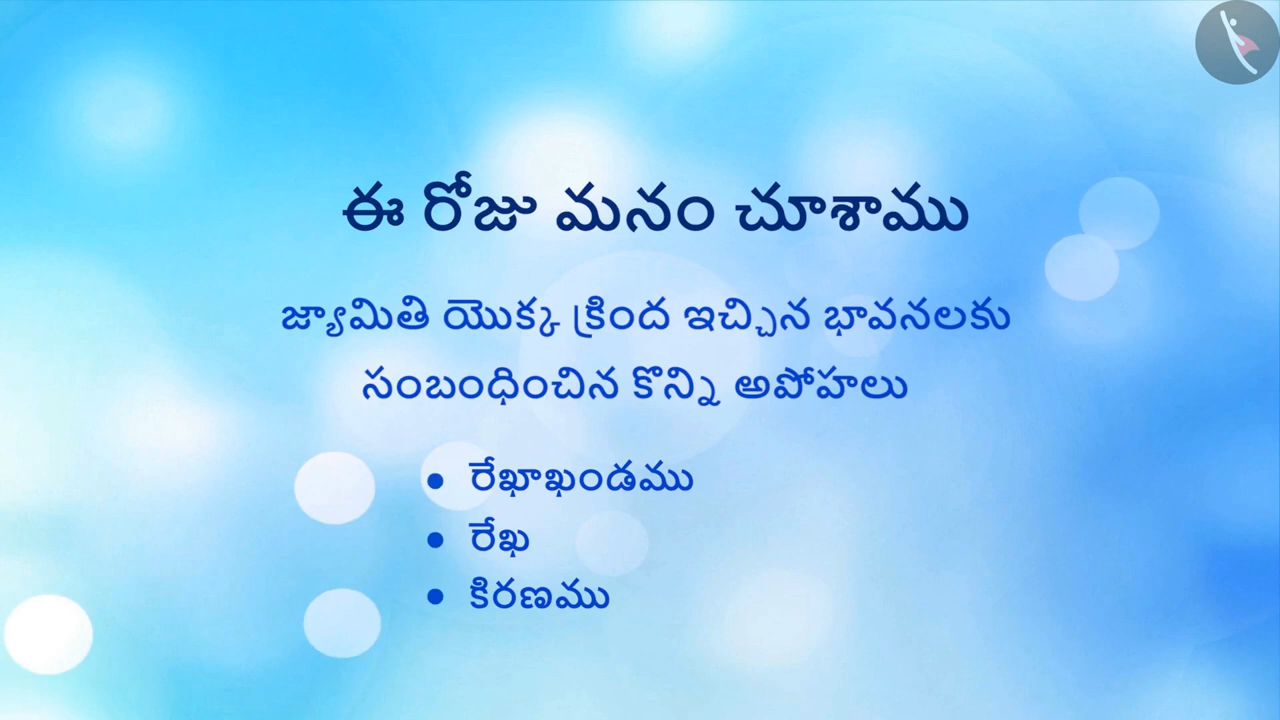 ఈ రోజు మనం చూశాము
జ్యామితి యొక్క క్రింద ఇచ్చిన భావనలకు
సంబంధించిన కొన్ని అపోహలు
• రేఖాఖండము
• రేఖ
• కిరణము